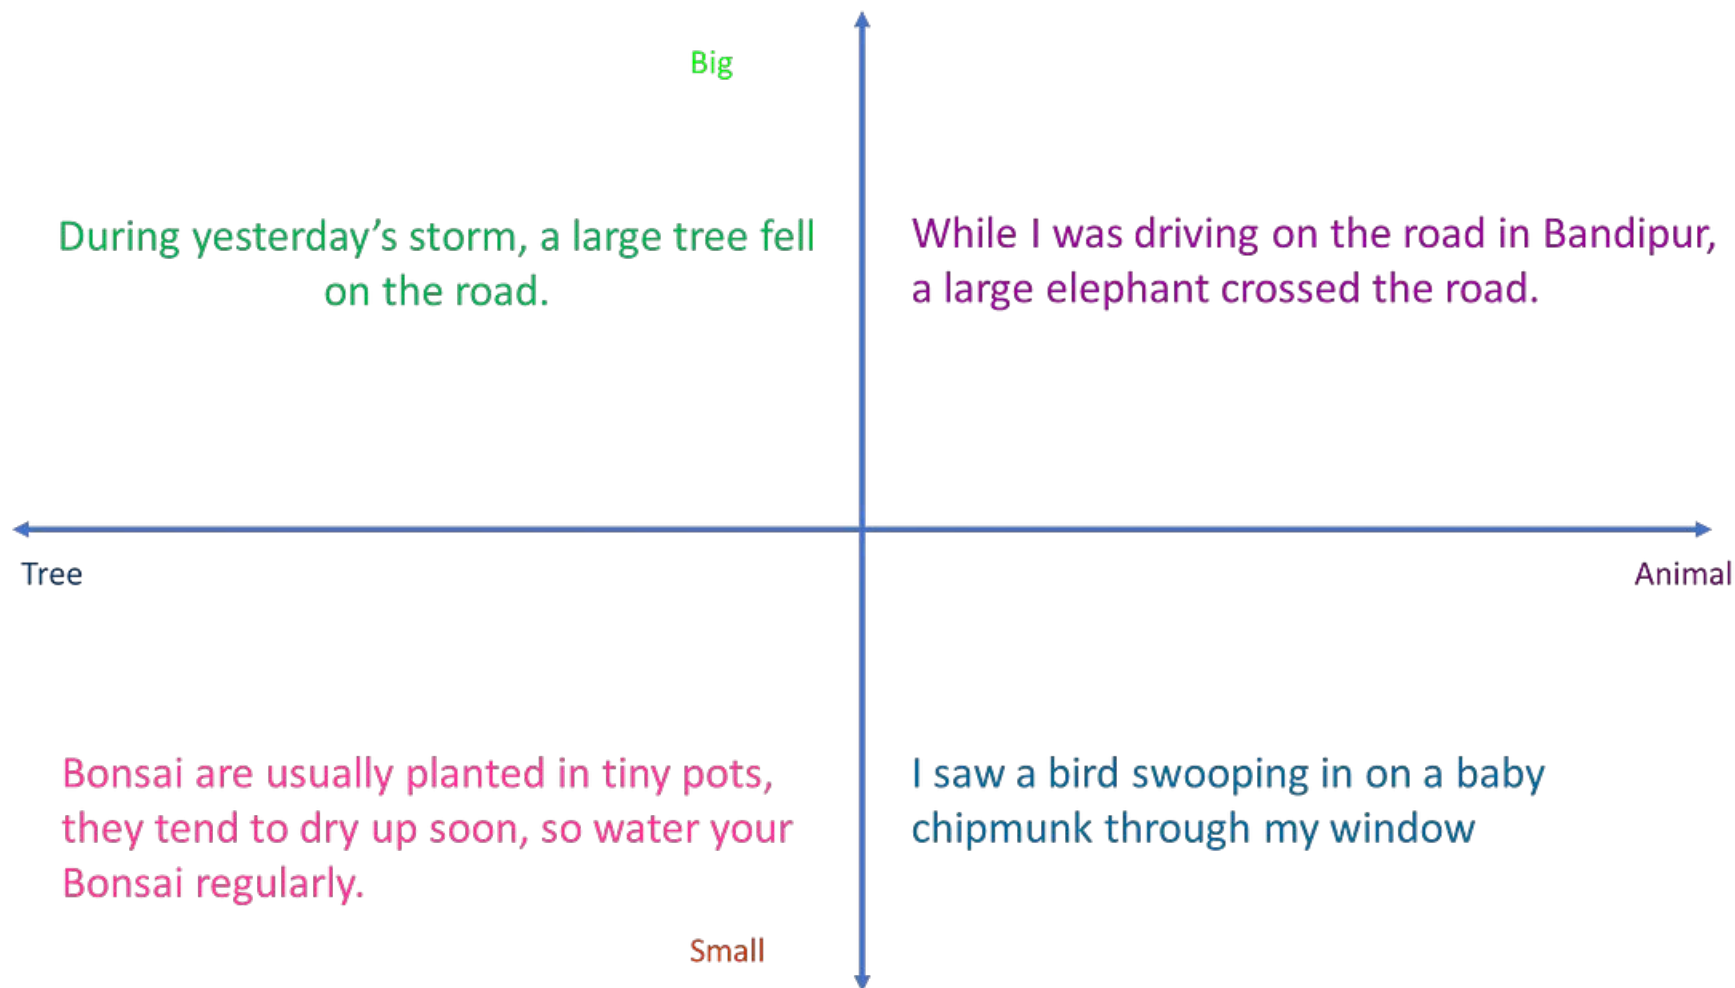 Big
During yesterday’s storm, a large tree fell
on the road.
While I was driving on the road in Bandipur,
a large elephant crossed the road.
Tree
Animal
Bonsai are usually planted in tiny pots,
they tend to dry up soon, so water your
Bonsai regularly.
I saw a bird swooping in on a baby
chipmunk through my window
Small